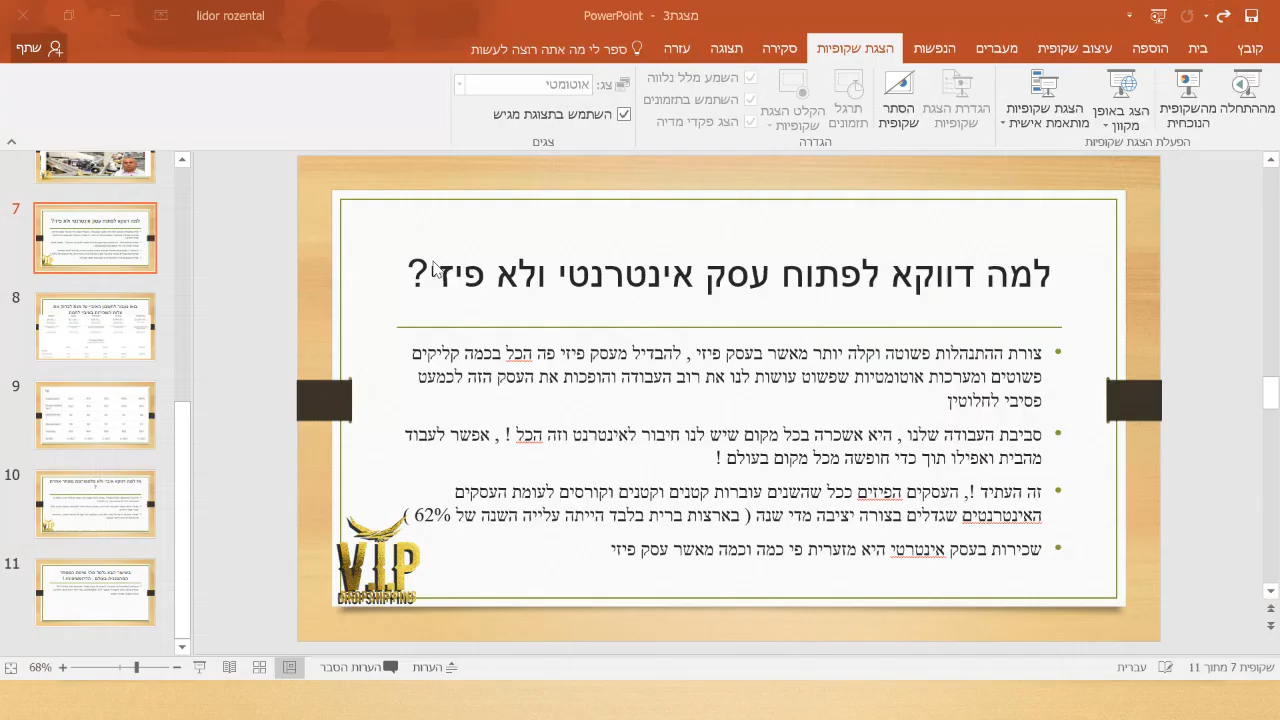 lidor rozental
PowerPoint - מצגת3
קובץ
בית
הוספה
עיצוב שקופית
מעברים
הנפשות
הצגת שקופיות
סקירה
תצוגה
עזרה
ספר לי מה אתה רוצה לעשות
שתף
מההתחלה
מהשקופית
הנוכחית
הצג באופן
מקוון
הצגת שקופיות
מותאמת אישית
הפעלת הצגת שקופיות
הגדרת הצגת
שקופיות
הסתר
שקופית
תרגל
תזמונים
הקלט הצגת
שקופיות
השמע מלל נלווה
השתמש בתזמונים
הצג פקדי מדיה
הגדרה
צג:
אוטומטי
השתמש בתצוגת מגיש
צגים
7
8
9
10
11
למה דווקא לפתוח עסק אינטרנטי ולא פיזי ?
צורת ההתנהלות פשוטה וקלה יותר מאשר בעסק פיזי , להבדיל מעסק פיזי פה הכל בכמה קליקים
פשוטים ומערכות אוטומטיות שפשוט עושות לנו את רוב העבודה והופכות את העסק הזה לכמעט
פסיבי לחלוטין
סביבת העבודה שלנו , היא אשכרה בכל מקום שיש לנו חיבור לאינטרנט וזה הכל ! , אפשר לעבוד
מהבית ואפילו תוך כדי חופשה מכל מקום בעולם !
זה העתיד !, העסקים הפיזים ככל שהשנים עוברות קטנים וקטנים וקורסים לעומת העסקים
האינטרנטים שגדלים בצורה יציבה מדי שנה ( בארצות ברית בלבד הייתה עלייה השנה של 62% )
שכירות בעסק אינטרטי היא מזערית פי כמה וכמה מאשר עסק פיזי
V.I.P
DROPSHIPPING
שקופית 7 מתוך 11
עברית
הערות
הערות הסבר
68%